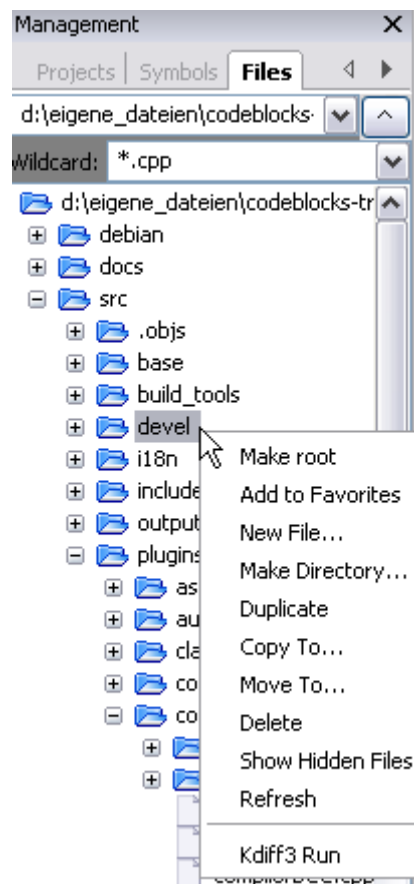 Management
Projects Symbols Files
d:\eigene_dateien\codeblocks-
Wildcard: *.cpp
d:\eigene_dateien\codeblocks-tr
debian
docs
src
.objs
base
build_tools
devel
i18n
Make root
include
Add to Favorites
output
New File...
plugins
Make Directory...
as
Duplicate
au
Copy To...
cla
Move To...
co
Delete
co
Show Hidden Files
Refresh
Kdiff3 Run